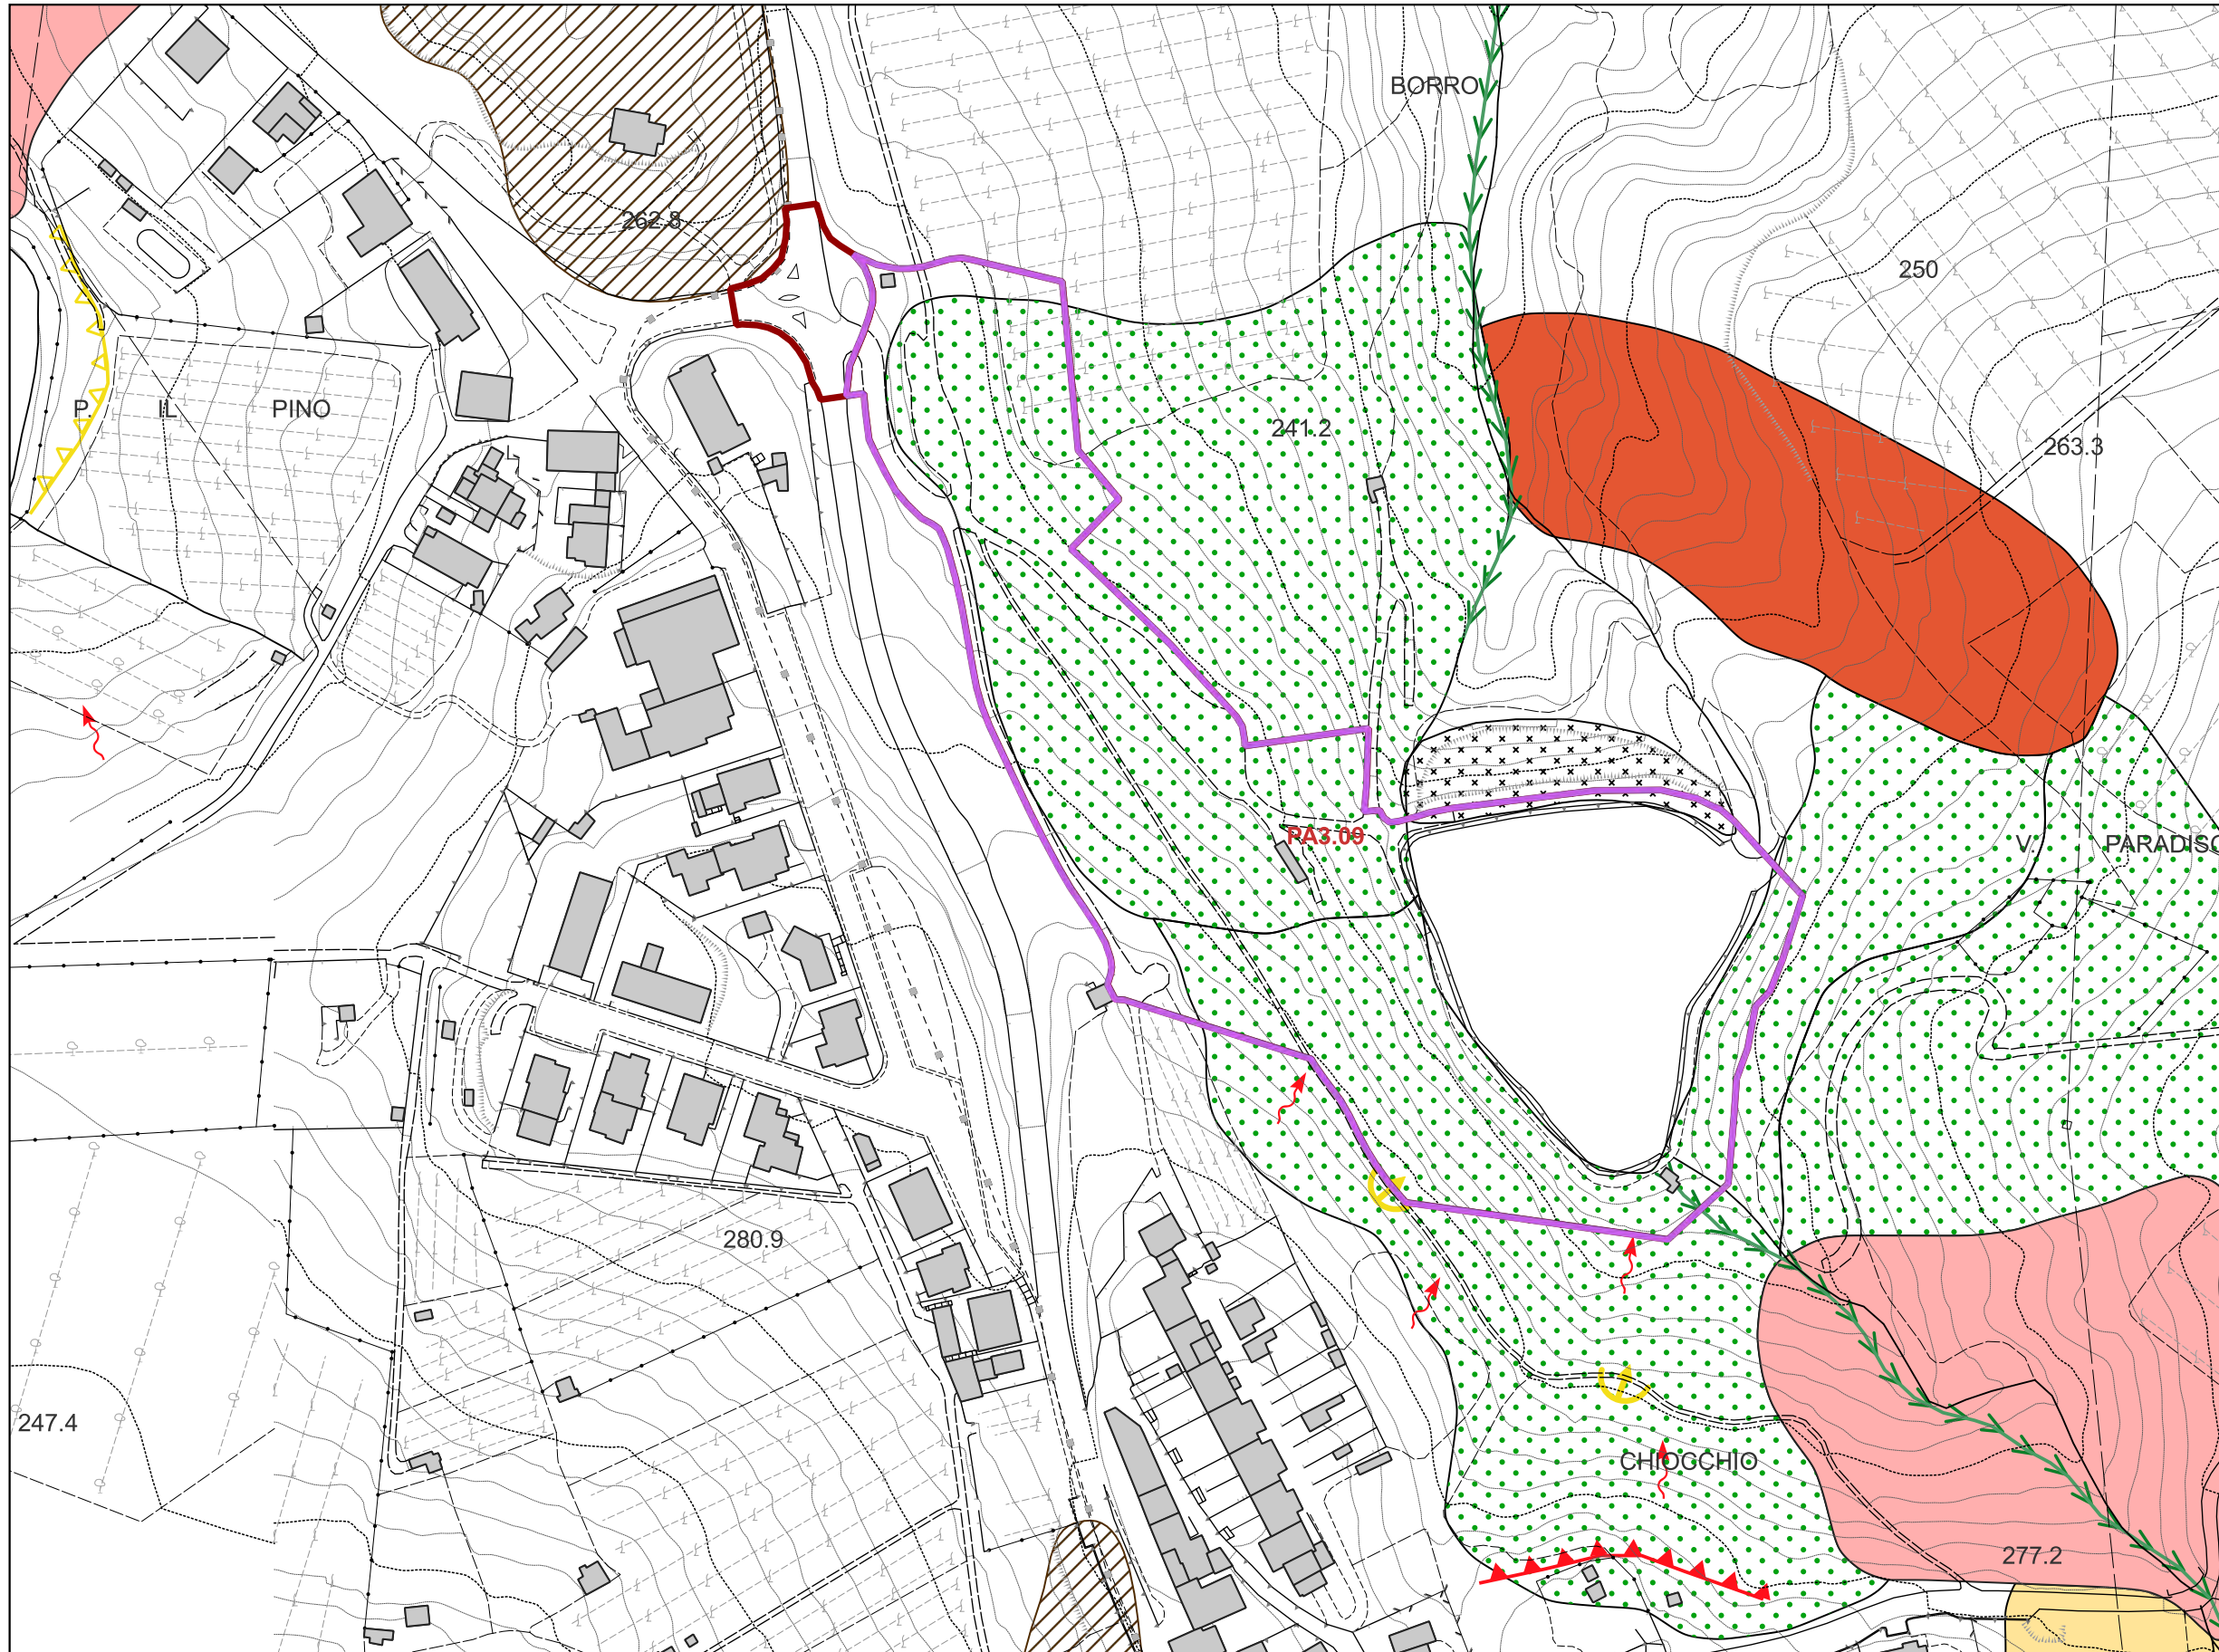 BORRO
262.8
250
P. IL PINO
241.2
263.3
PA3.09
V. PARADISO
280.9
247.4
CHIOCCHIO
277.2